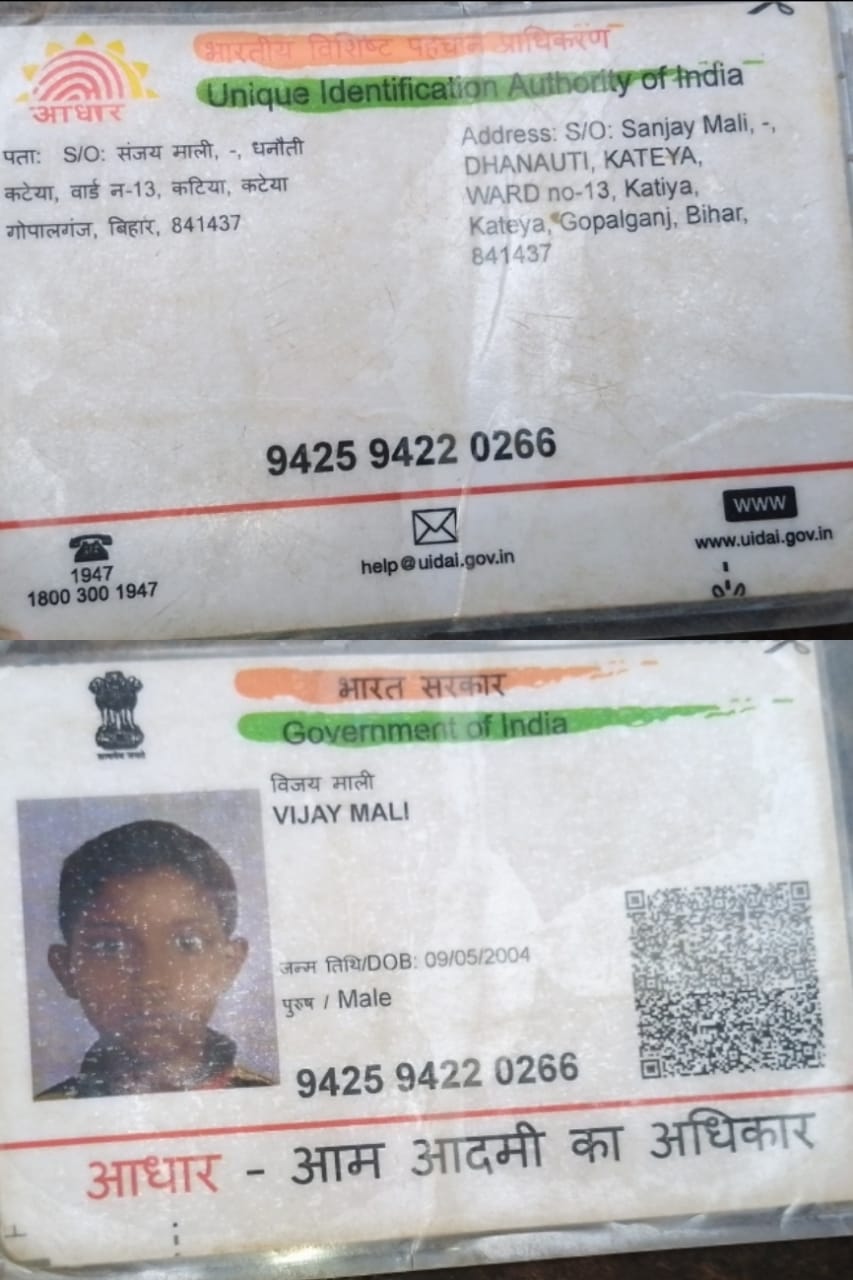 भारतीय विशिष्ट पहचान प्राधिकरण
Unique Identification Authority of India
आधार
पता: S/O: संजय माली, -, धनौती
कटेया, वार्ड न-13, कटिया, कटेया
गोपालगंज, बिहार, 841437
Address: S/O: Sanjay Mali, -,
DHANAUTI, KATEYA,
WARD no-13, Katiya,
Kateya, Gopalganj, Bihar,
841437
9425 9422 0266
1947
1800 300 1947
help@uidai.gov.in
WWW
www.uidai.gov.in
भारत सरकार
Government of India
सत्यमेव जयते
विजय माली
VIJAY MALI
जन्म तिथि/DOB: 09/05/2004
पुरुष / Male
9425 9422 0266
आधार - आम आदमी का अधिकार